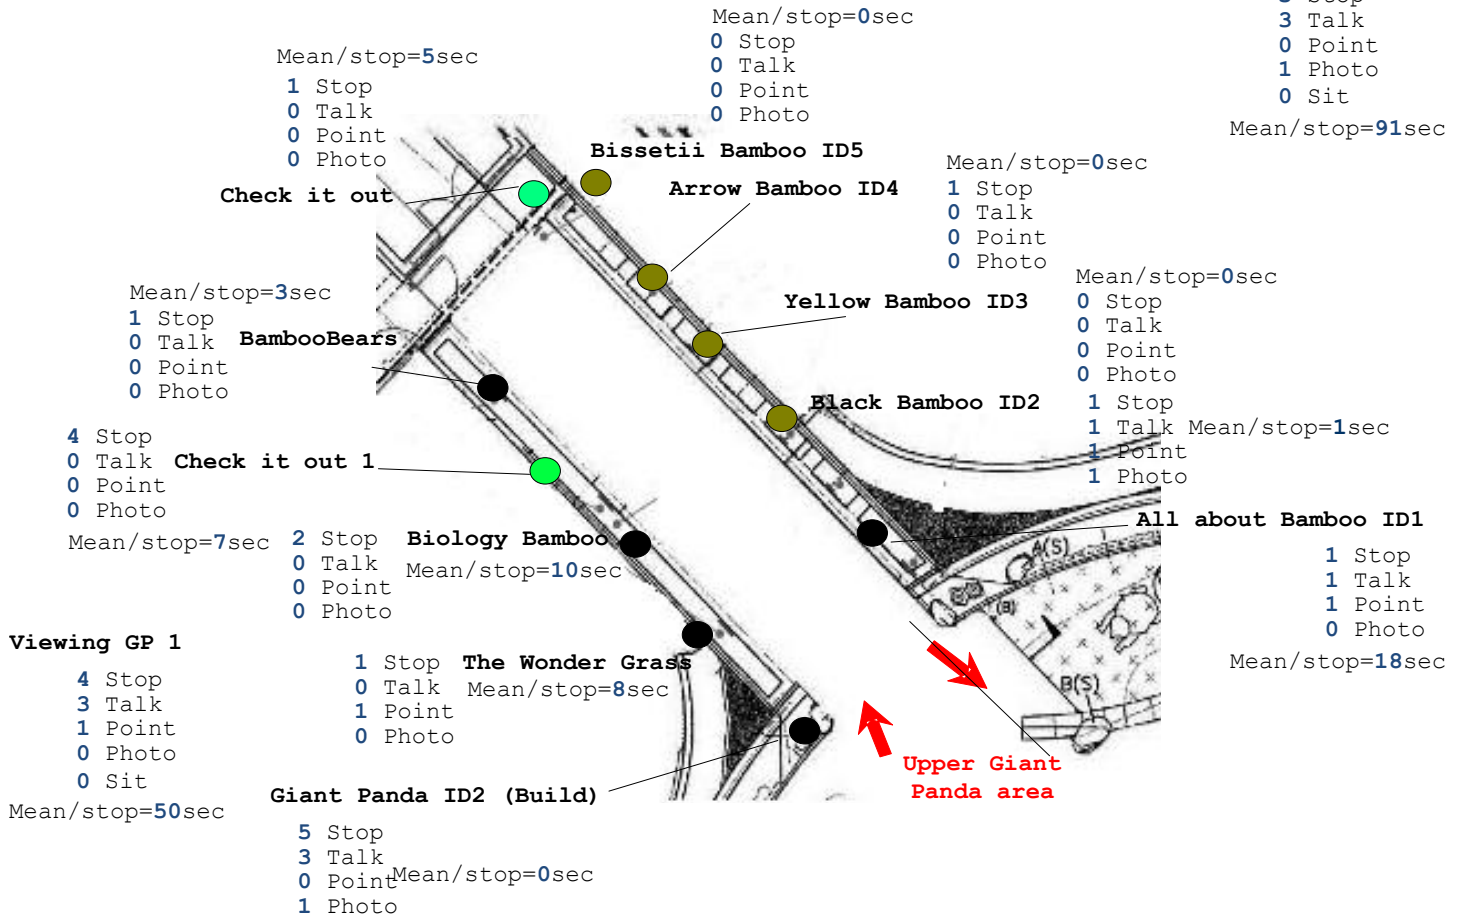 Mean/stop=0sec
0 Stop
0 Talk
0 Point
0 Photo
3 Talk
0 Point
1 Photo
0 Sit
Mean/stop=91sec
Mean/stop=5sec
1 Stop
0 Talk
0 Point
0 Photo
Check it out
Bissetii Bamboo ID5
Arrow Bamboo ID4
Mean/stop=0sec
1 Stop
0 Talk
0 Point
0 Photo
Yellow Bamboo ID3
Mean/stop=0sec
0 Stop
0 Talk
0 Point
0 Photo
Black Bamboo ID2
1 Stop
1 Talk Mean/stop=1sec
1 Point
1 Photo
Mean/stop=3sec
1 Stop
0 Talk
0 Point
0 Photo
BambooBears
4 Stop
0 Talk
0 Point
0 Photo
Check it out 1
Mean/stop=7sec
2 Stop
0 Talk
0 Point
0 Photo
Biology Bamboo
Mean/stop=10sec
All about Bamboo ID1
1 Stop
1 Talk
1 Point
0 Photo
Mean/stop=18sec
A(S)
(B)
B(S)
Viewing GP 1
4 Stop
3 Talk
1 Point
0 Photo
0 Sit
Mean/stop=50sec
1 Stop
0 Talk
1 Point
0 Photo
The Wonder Grass
Mean/stop=8sec
Upper Giant
Panda area
Giant Panda ID2 (Build)
5 Stop
3 Talk
0 Point
1 Photo
Mean/stop=0sec